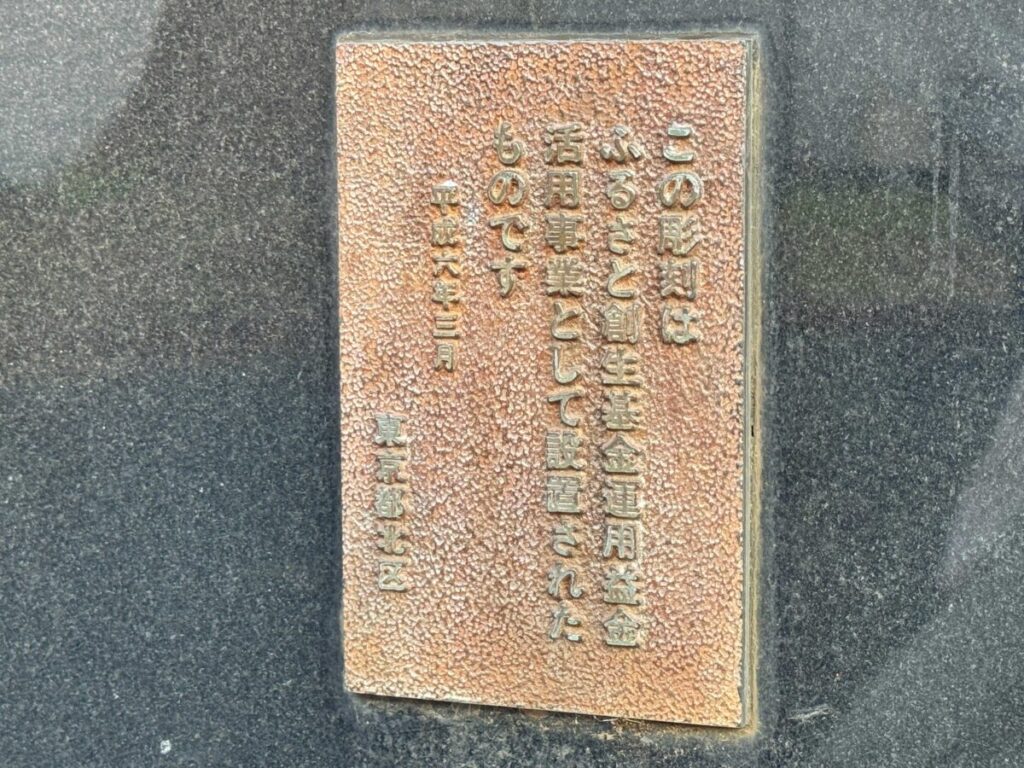 この彫刻は
ふるさと創生基金運用益金
活用事業として設置された
ものです
平成六年三月
東京都北区